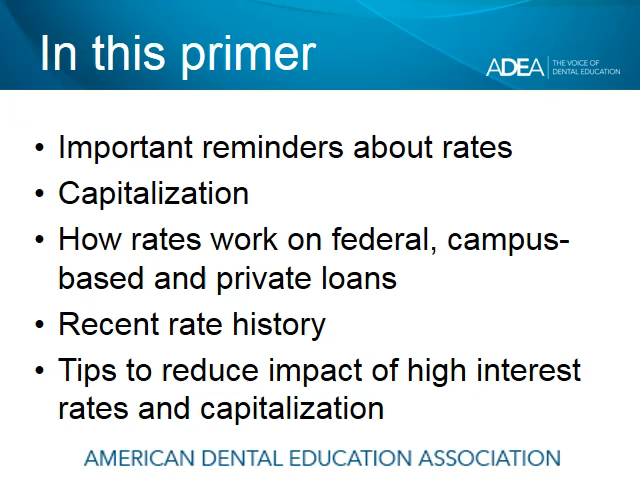 In this primer
ADEA
THE VOICE OF
DENTAL EDUCATION
• Important reminders about rates
• Capitalization
• How rates work on federal, campus-
based and private loans
• Recent rate history
• Tips to reduce impact of high interest
rates and capitalization
AMERICAN DENTAL EDUCATION ASSOCIATION